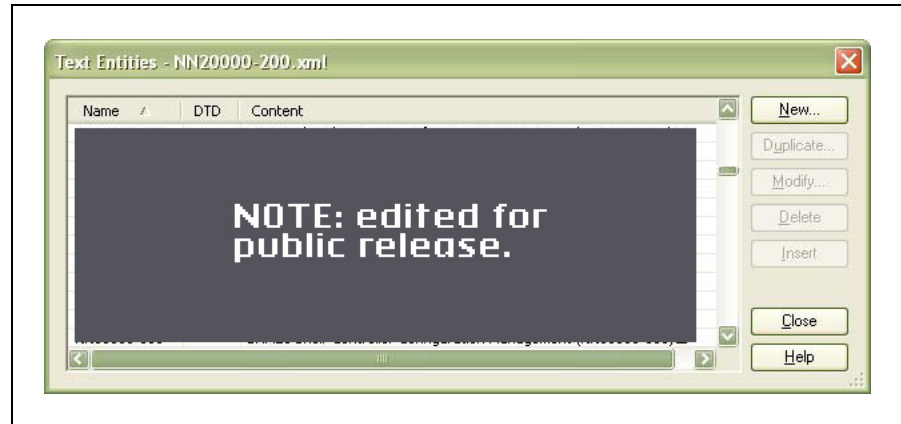 Text Entities - NN20000-200.xml
Name DTD Content
New...
Duplicate...
Modify...
Delete
Insert
NOTE: edited for
public release.
Close
Help